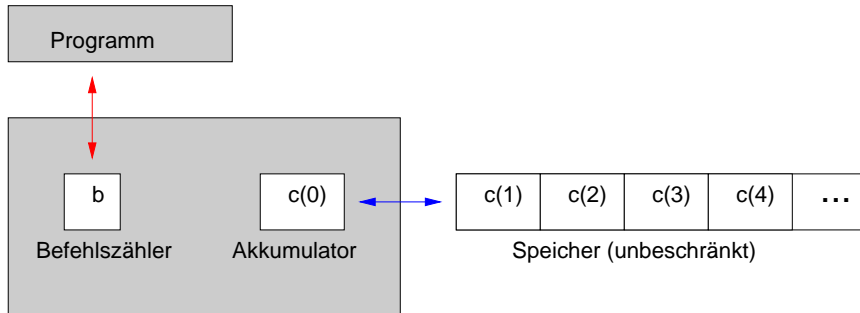 Programm
b
c(0)
c(1) c(2) c(3) c(4) ...
Befehlszähler
Akkumulator
Speicher (unbeschränkt)